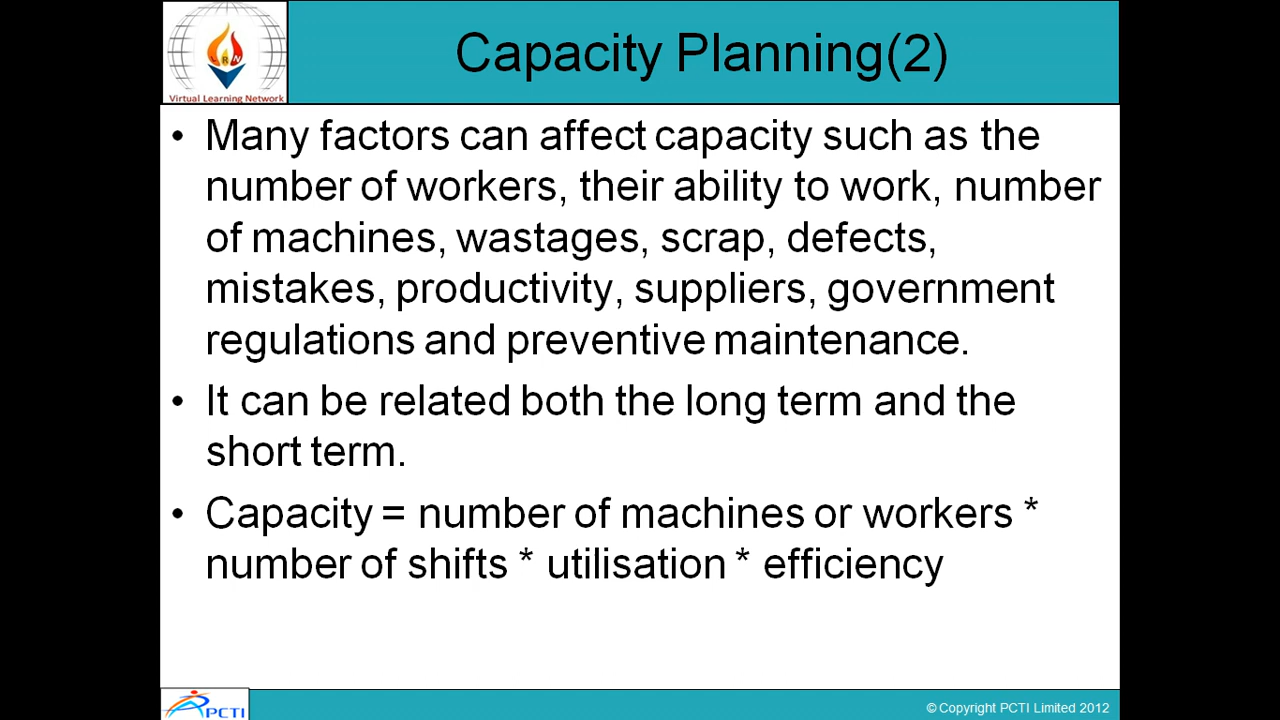 Capacity Planning(2)
LRN
Virtual Learning Network
• Many factors can affect capacity such as the
number of workers, their ability to work, number
of machines, wastages, scrap, defects,
mistakes, productivity, suppliers, government
regulations and preventive maintenance.
• It can be related both the long term and the
short term.
• Capacity = number of machines or workers *
number of shifts * utilisation * efficiency
PCTI
© Copyright PCTI Limited 2012